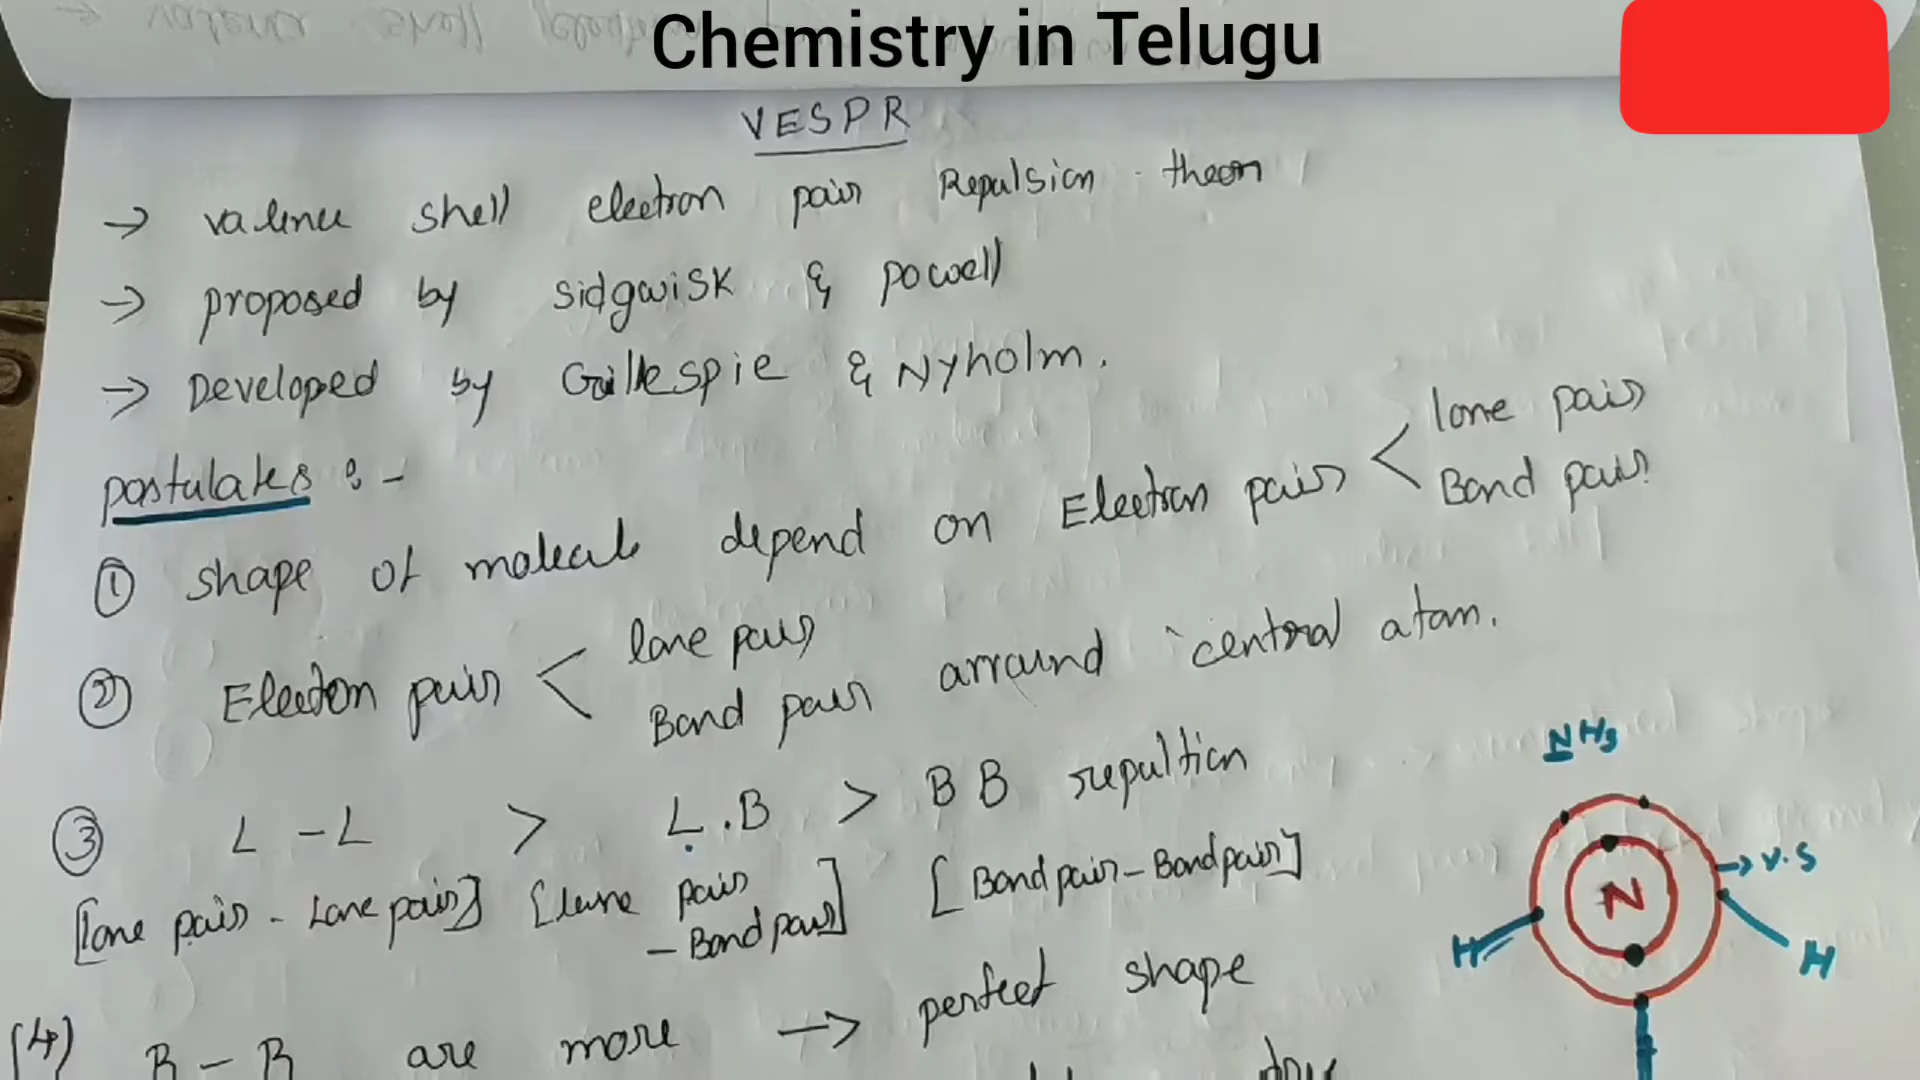 Chemistry in Telugu
VESPR
→ valence shell electron pair Repulsion theory
→ proposed by sidgwisk & powell
→ Developed by Gillespie & Nyholm.
postulates :-
① shape of molecule depend on Electron pair < lone pair
Bond pair
② Electron pair < lone pair
Bond pair arround central atom.
③ L-L > L.B > BB repultion
[lone pair - Lone pair] [lone pair - Bond pair] [Bond pair - Bond pair]
NH3
N
→ V.S
H
H
(4) B-B are more → perfect shape